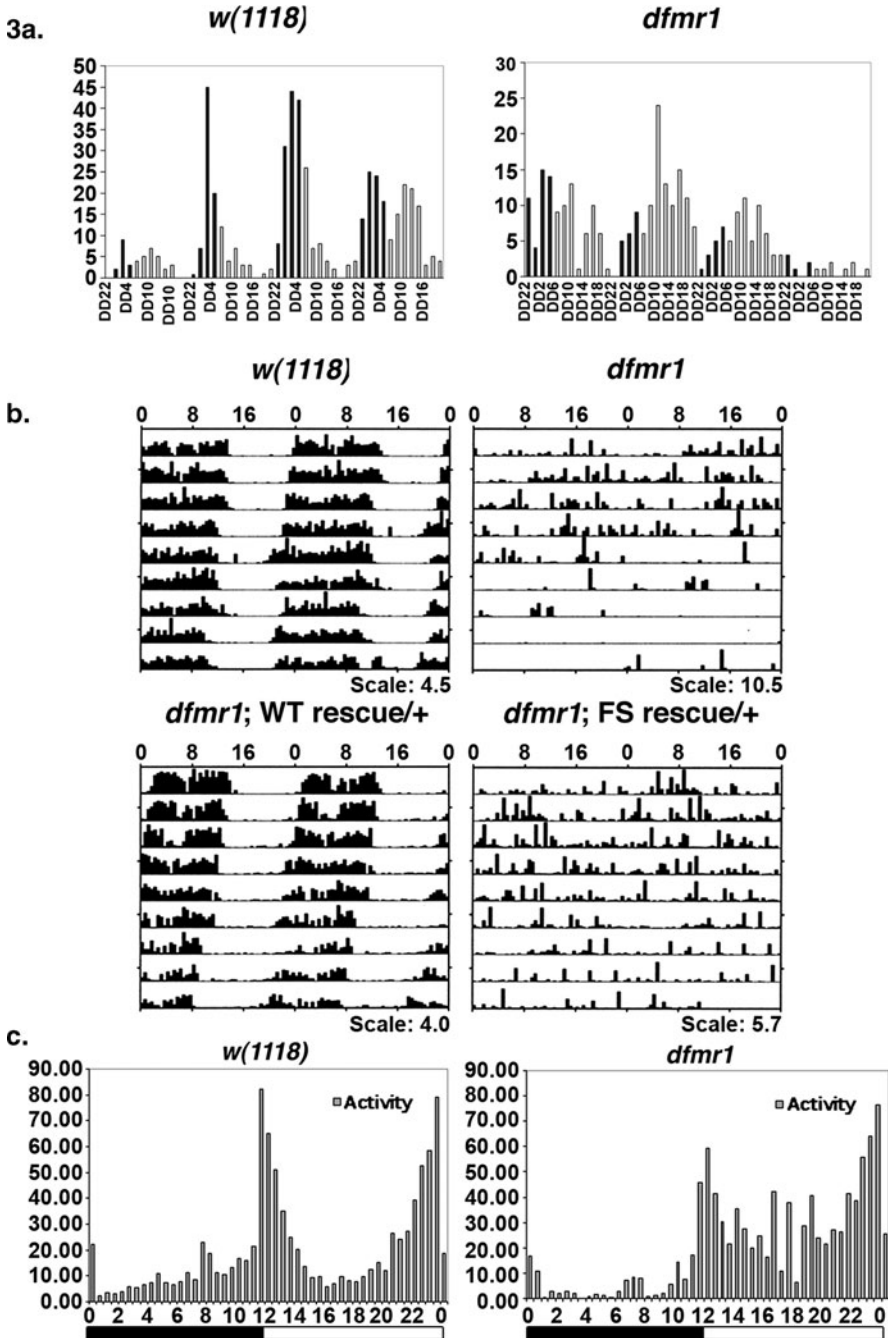 3a.
w(1118) dfmr1
50
45
40
35
30
25
20
15
10
5
0
DD22 DD4 DD10 DD10 DD22 DD4 DD10 DD16 DD22 DD4 DD10 DD16 DD22 DD4 DD10 DD16
30
25
20
15
10
5
0
DD22 DD2 DD6 DD10 DD14 DD18 DD22 DD2 DD6 DD10 DD14 DD18 DD22 DD2 DD6 DD10 DD14 DD18 DD22 DD2 DD6 DD10 DD14 DD18
b.
w(1118) dfmr1
0 8 16 0 8 16 0 0 8 16 0 8 16 0
Scale: 4.5 Scale: 10.5
dfmr1; WT rescue/+ dfmr1; FS rescue/+
0 8 16 0 8 16 0 0 8 16 0 8 16 0
Scale: 4.0 Scale: 5.7
c.
w(1118) dfmr1
90.00
80.00
70.00
60.00
50.00
40.00
30.00
20.00
10.00
0.00
Activity
0 2 4 6 8 10 12 14 16 18 20 22 0
90.00
80.00
70.00
60.00
50.00
40.00
30.00
20.00
10.00
0.00
Activity
0 2 4 6 8 10 12 14 16 18 20 22 0